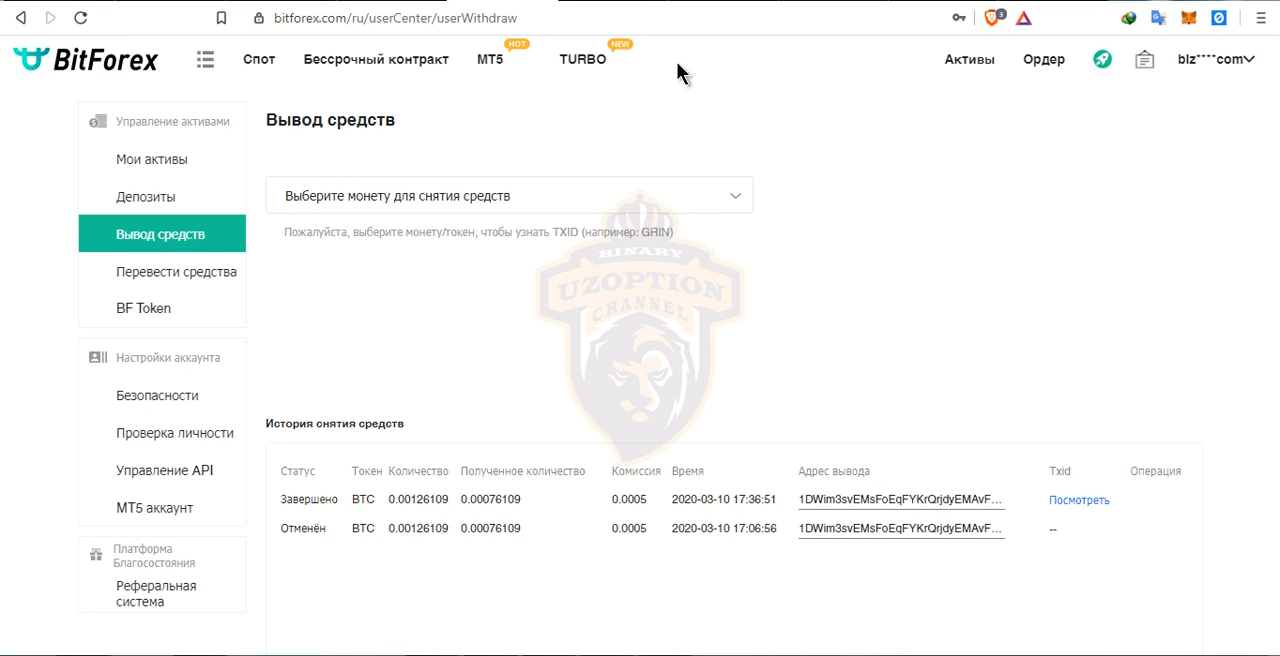 bitforex.com/ru/userCenter/userWithdraw
3
BitForex
Спот
Бессрочный контракт
MT5
HOT
TURBO
NEW
Активы
Ордер
blz****com
Управление активами
Мои активы
Депозиты
Вывод средств
Перевести средства
BF Token
Настройки аккаунта
Безопасности
Проверка личности
Управление API
MT5 аккаунт
Платформа
Благосостояния
Реферальная
система
Вывод средств
Выберите монету для снятия средств
Пожалуйста, выберите монету/токен, чтобы узнать TXID (например: GRIN)
BINARY
UZOPTION
CHANNEL
История снятия средств
Статус Токен Количество Полученное количество Комиссия Время Адрес вывода Txid Операция
Завершено BTC 0.00126109 0.00076109 0.0005 2020-03-10 17:36:51 1DWim3svEMsFoEqFYKrQrjdyEMAvF... Посмотреть
Отменён BTC 0.00126109 0.00076109 0.0005 2020-03-10 17:06:56 1DWim3svEMsFoEqFYKrQrjdyEMAvF... --